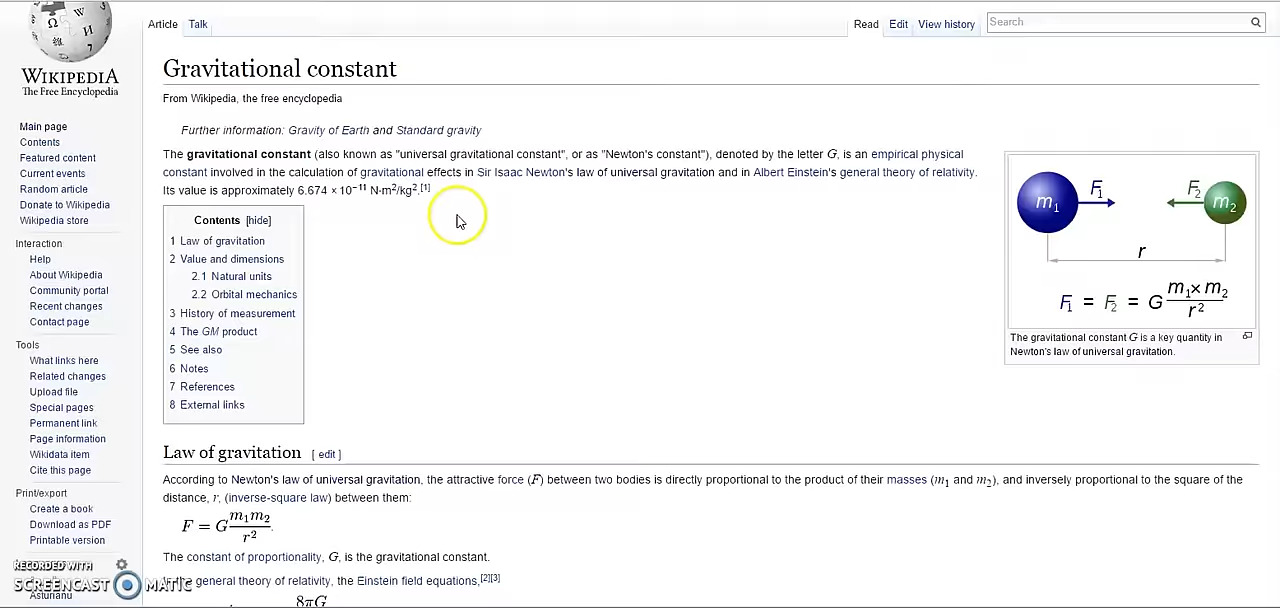 Article Talk Read Edit View history Search
WIKIPEDIA
The Free Encyclopedia
Main page
Contents
Featured content
Current events
Random article
Donate to Wikipedia
Wikipedia store
Interaction
Help
About Wikipedia
Community portal
Recent changes
Contact page
Tools
What links here
Related changes
Upload file
Special pages
Permanent link
Page information
Wikidata item
Cite this page
Print/export
Create a book
Download as PDF
Printable version
Asturianu
Gravitational constant
From Wikipedia, the free encyclopedia
Further information: Gravity of Earth and Standard gravity
The gravitational constant (also known as "universal gravitational constant", or as "Newton's constant"), denoted by the letter G, is an empirical physical
constant involved in the calculation of gravitational effects in Sir Isaac Newton's law of universal gravitation and in Albert Einstein's general theory of relativity.
Its value is approximately 6.674 × 10⁻¹¹ N·m²/kg².[1]
Contents [hide]
1 Law of gravitation
2 Value and dimensions
2.1 Natural units
2.2 Orbital mechanics
3 History of measurement
4 The GM product
5 See also
6 Notes
7 References
8 External links
m₁ F₁ F₂ m₂
r
F₁ = F₂ = G m₁×m₂ / r²
The gravitational constant G is a key quantity in
Newton's law of universal gravitation.
Law of gravitation [ edit ]
According to Newton's law of universal gravitation, the attractive force (F) between two bodies is directly proportional to the product of their masses (m₁ and m₂), and inversely proportional to the square of the
distance, r, (inverse-square law) between them:
F = G m₁m₂ / r².
The constant of proportionality, G, is the gravitational constant.
general theory of relativity, the Einstein field equations,[2][3]
8πG
RECORDED WITH
SCREENCAST MATIC